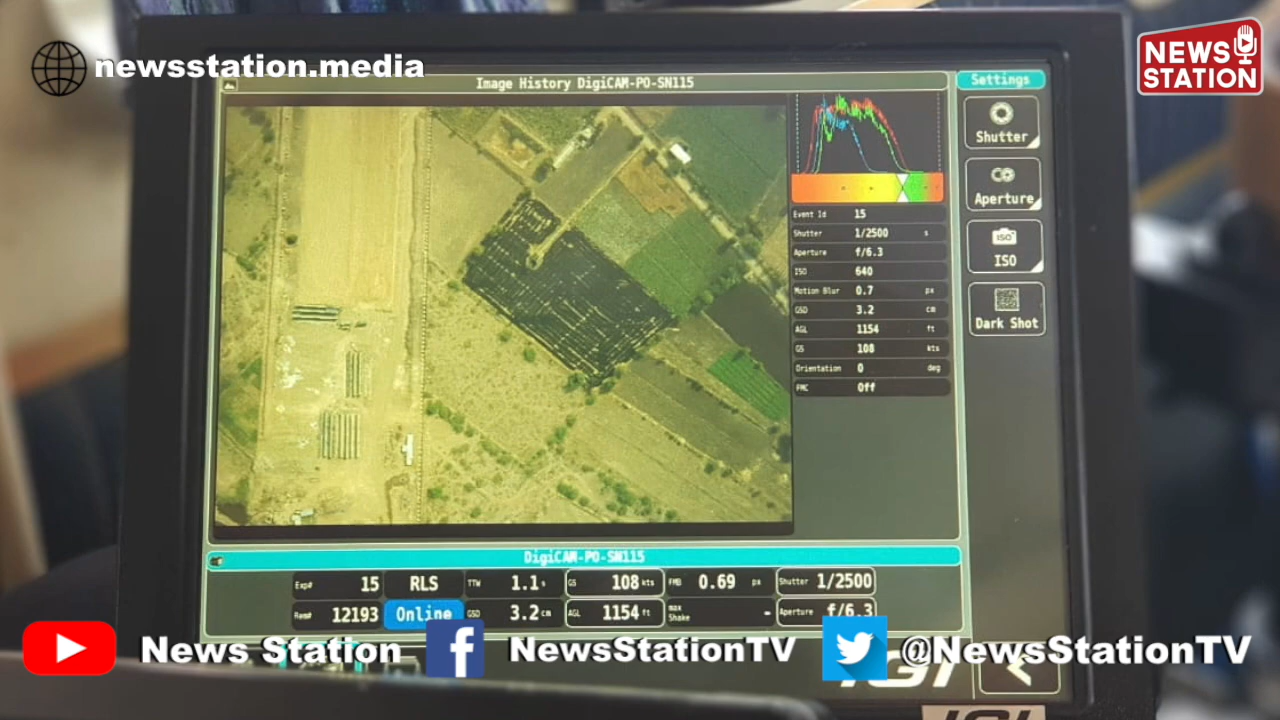 newsstation.media
NEWS
STATION
Image History DigiCAM-PO-SN115
Settings
Shutter
Aperture
ISO
ISO
Dark Shot
Event Id 15
Shutter 1/2500 s
Aperture f/6.3
ISO 640
Motion Blur 0.7 px
GSD 3.2 cm
AGL 1154 ft
GS 108 kts
Orientation 0 deg
FMC Off
DigiCAM-PO-SN115
Exp# 15 RLS TTW 1.1 s GS 108 kts FMB 0.69 px Shutter 1/2500
Rem# 12193 Online GSD 3.2 cm AGL 1154 ft max Shake - Aperture f/6.3
News Station NewsStationTV @NewsStationTV
IGI
IGI